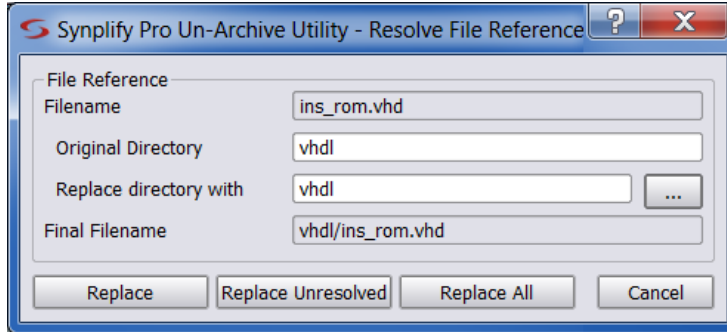 Synplify Pro Un-Archive Utility - Resolve File Reference
File Reference
Filename ins_rom.vhd
Original Directory vhdl
Replace directory with vhdl ...
Final Filename vhdl/ins_rom.vhd
Replace Replace Unresolved Replace All Cancel